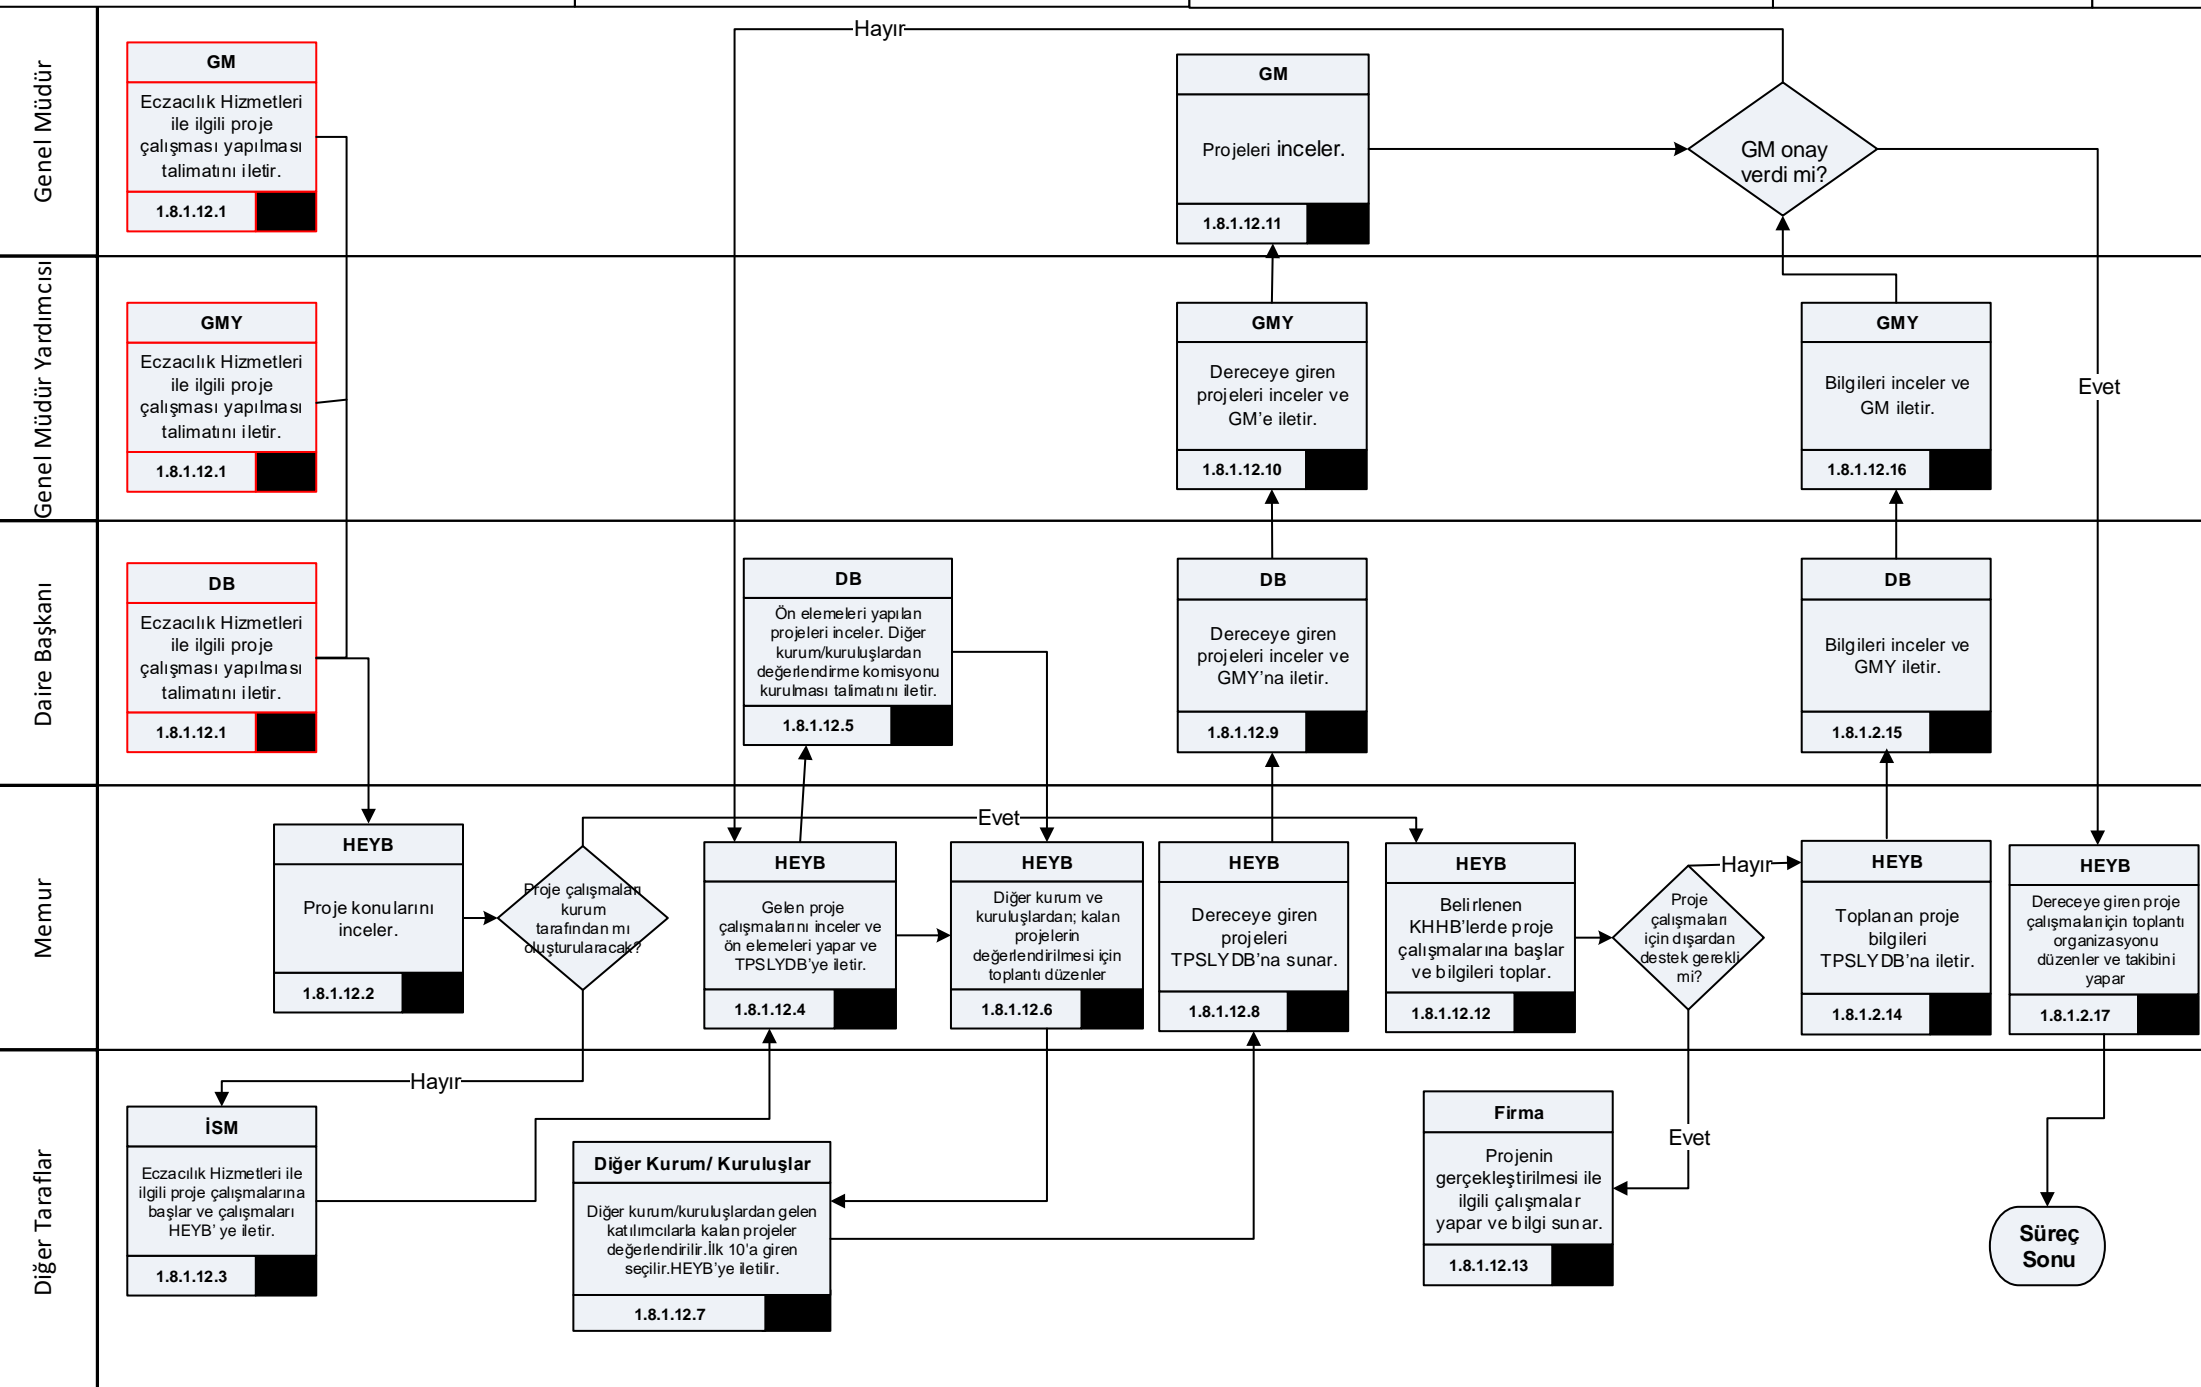 Genel Müdür
GM
Eczacılık Hizmetleri
ile ilgili proje
çalışması yapılması
talimatını iletir.
1.8.1.12.1
Hayır
GM
Projeleri inceler.
1.8.1.12.11
GM onay
verdi mi?
Genel Müdür Yardımcısı
GMY
Eczacılık Hizmetleri
ile ilgili proje
çalışması yapılması
talimatını iletir.
1.8.1.12.1
GMY
Dereceye giren
projeleri inceler ve
GM'e iletir.
1.8.1.12.10
GMY
Bilgileri inceler ve
GM iletir.
1.8.1.12.16
Evet
Daire Başkanı
DB
Eczacılık Hizmetleri
ile ilgili proje
çalışması yapılması
talimatını iletir.
1.8.1.12.1
DB
Ön elemeleri yapılan
projeleri inceler. Diğer
kurum/kuruluşlardan
değerlendirme komisyonu
kurulması talimatını iletir.
1.8.1.12.5
DB
Dereceye giren
projeleri inceler ve
GMY'na iletir.
1.8.1.12.9
DB
Bilgileri inceler ve
GMY iletir.
1.8.1.2.15
Memur
HEYB
Proje konularını
inceler.
1.8.1.12.2
Proje çalışmaları
kurum
tarafından mı
oluşturularacak?
Evet
HEYB
Gelen proje
çalışmalarını inceler ve
ön elemeleri yapar ve
TPSLYDB'ye iletir.
1.8.1.12.4
HEYB
Diğer kurum ve
kuruluşlardan; kalan
projelerin
değerlendirilmesi için
toplantı düzenler
1.8.1.12.6
HEYB
Dereceye giren
projeleri
TPSLYDB'na sunar.
1.8.1.12.8
HEYB
Belirlenen
KHHB'lerde proje
çalışmalarına başlar
ve bilgileri toplar.
1.8.1.12.12
Proje
çalışmaları
için dışardan
destek gerekli
mi?
Hayır
HEYB
Toplanan proje
bilgileri
TPSLYDB'na iletir.
1.8.1.2.14
HEYB
Dereceye giren proje
çalışmalarıiçin toplantı
organizasyonu
düzenler ve takibini
yapar
1.8.1.2.17
Diğer Taraflar
Hayır
İSM
Eczacılık Hizmetleri ile
ilgili proje çalışmalarına
başlar ve çalışmaları
HEYB' ye iletir.
1.8.1.12.3
Diğer Kurum/ Kuruluşlar
Diğer kurum/kuruluşlardan gelen
katılımcılarla kalan projeler
değerlendirilir.İlk 10'a giren
seçilir.HEYB'ye iletilir.
1.8.1.12.7
Firma
Projenin
gerçekleştirilmesi ile
ilgili çalışmalar
yapar ve bilgi sunar.
1.8.1.12.13
Evet
Süreç
Sonu